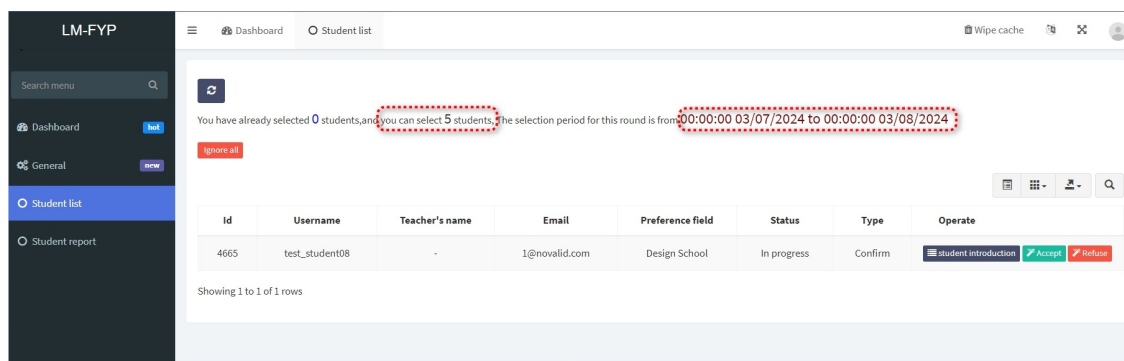 LM-FYP
Dashboard
Student list
Wipe cache
Search menu
Dashboard hot
General new
Student list
Student report
You have already selected 0 students,and you can select 5 students, The selection period for this round is from 00:00:00 03/07/2024 to 00:00:00 03/08/2024
Ignore all
Id Username Teacher's name Email Preference field Status Type Operate
4665 test_student08 - 1@novalid.com Design School In progress Confirm student introduction Accept Refuse
Showing 1 to 1 of 1 rows